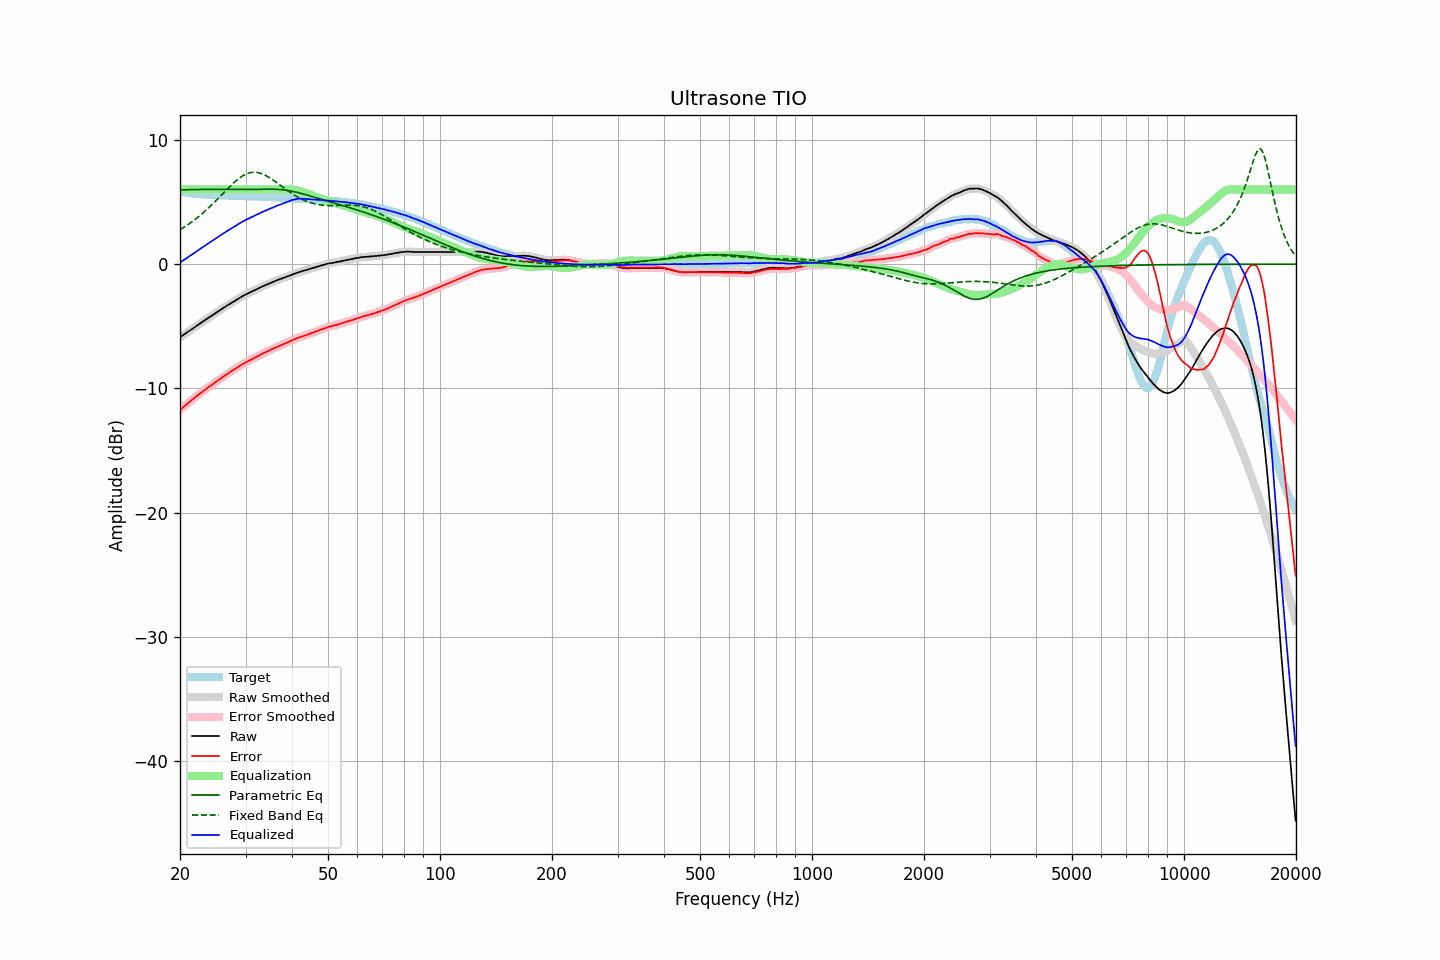 Ultrasone TIO
10
0
−10
−20
−30
−40
Amplitude (dBr)
Target
Raw Smoothed
Error Smoothed
Raw
Error
Equalization
Parametric Eq
Fixed Band Eq
Equalized
20 50 100 200 500 1000 2000 5000 10000 20000
Frequency (Hz)